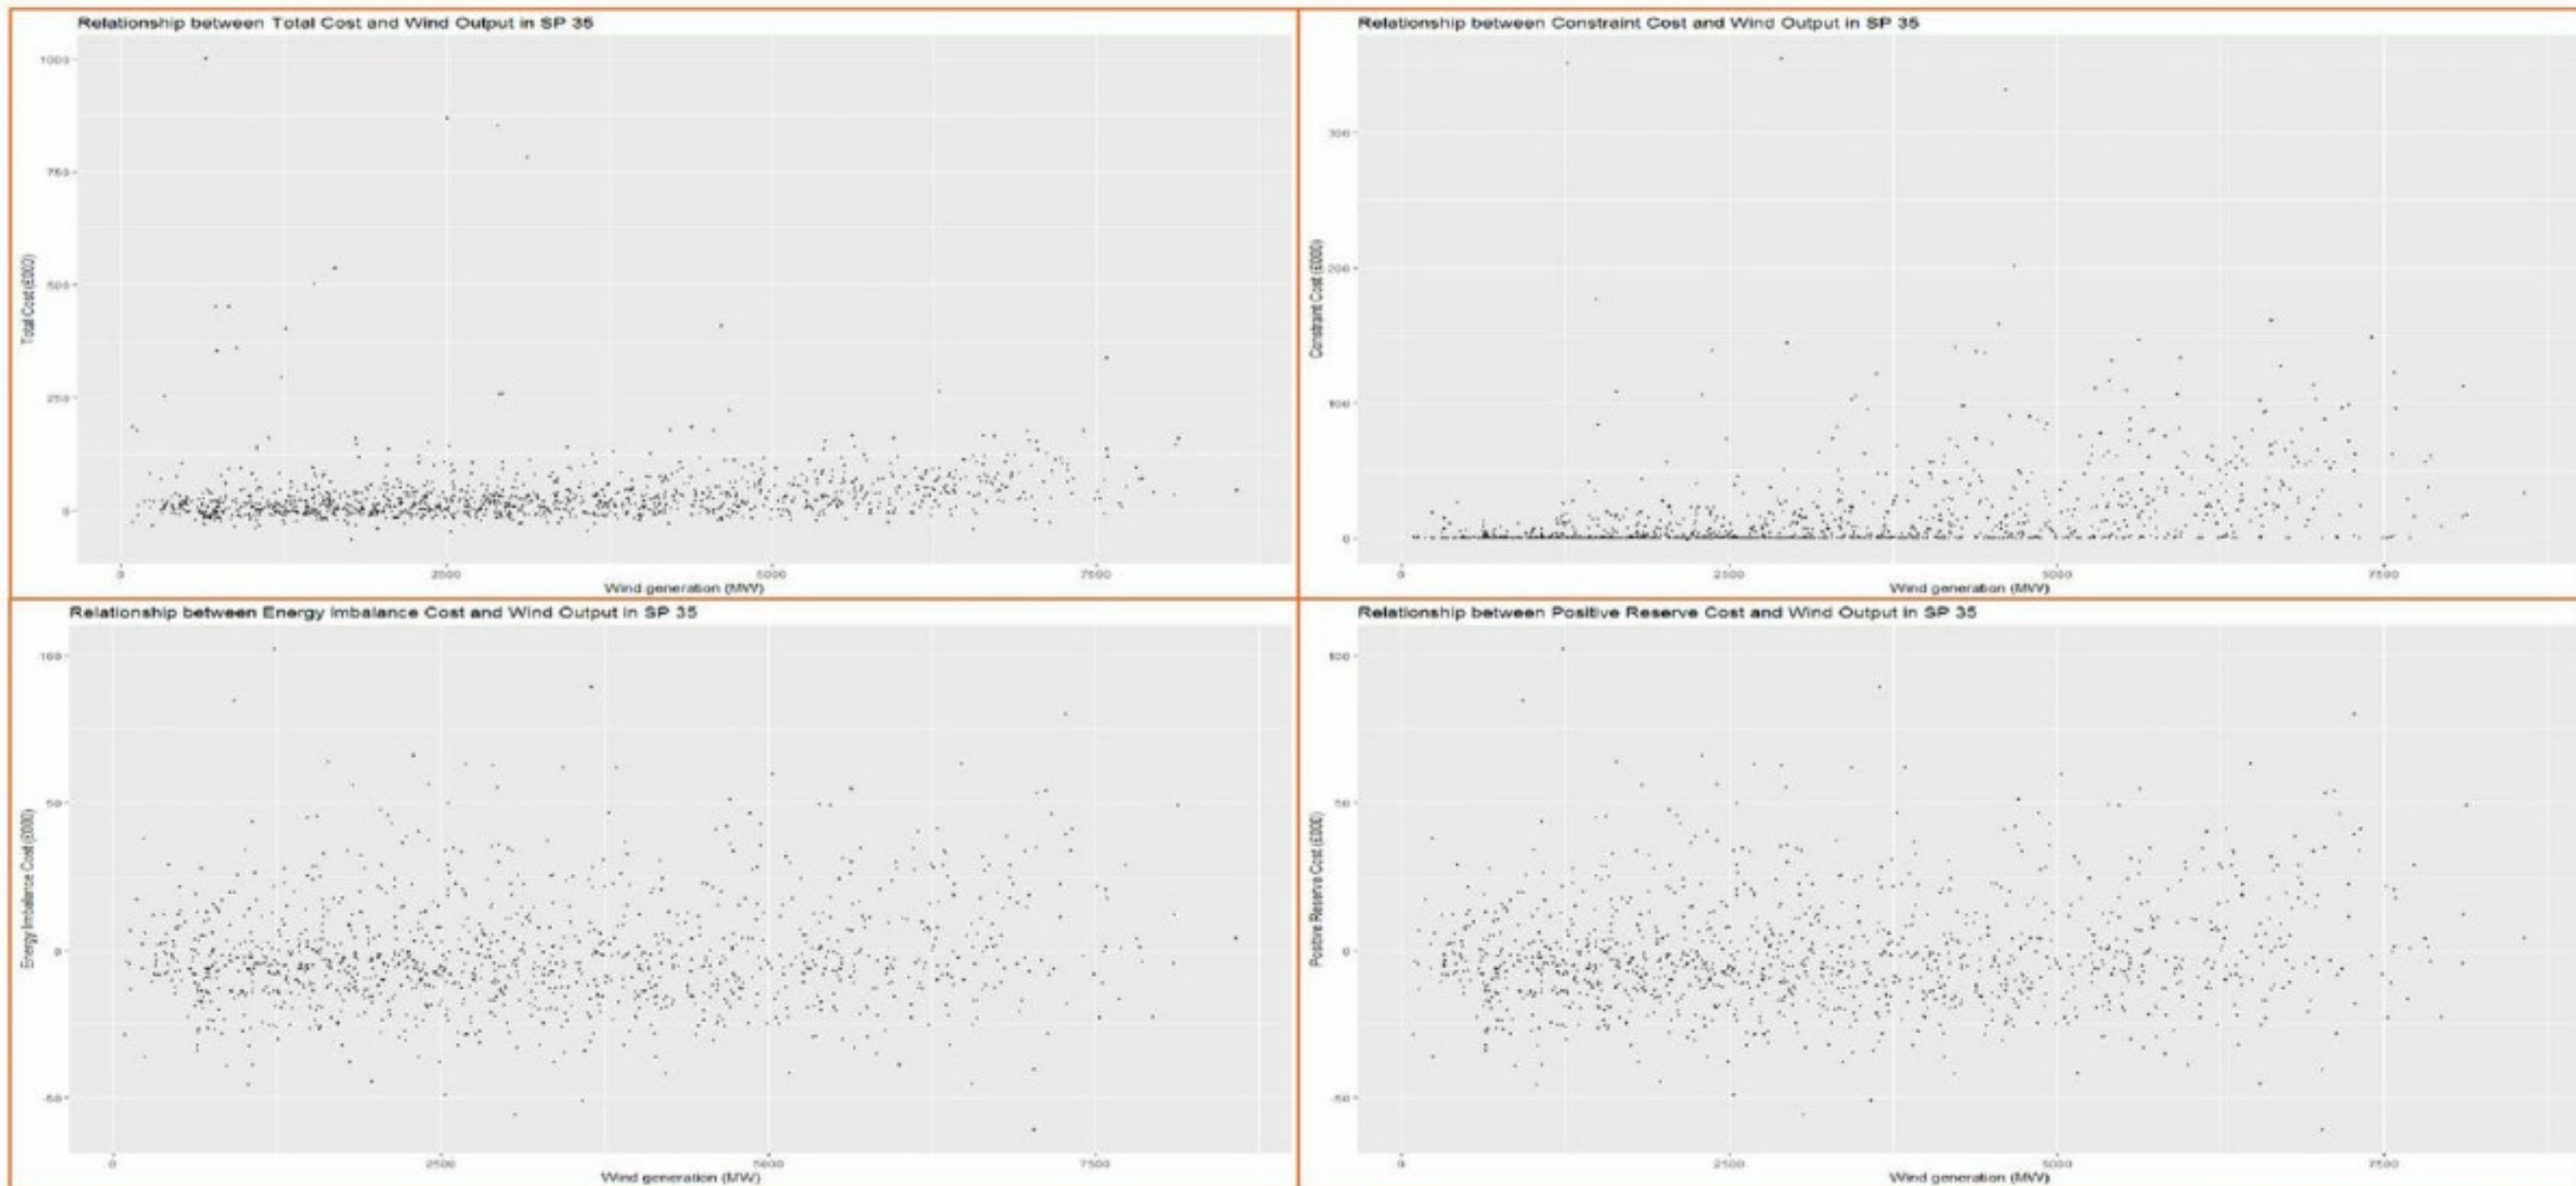 Relationship between Total Cost and Wind Output in SP 35
1000
750
500
250
0
Total Cost (£000)
0 2500 5000 7500
Wind generation (MW)
Relationship between Constraint Cost and Wind Output in SP 35
300
200
100
0
Constraint Cost (£000)
0 2500 5000 7500
Wind generation (MW)
Relationship between Energy Imbalance Cost and Wind Output in SP 35
100
50
0
-50
Energy Imbalance Cost (£000)
0 2500 5000 7500
Wind generation (MW)
Relationship between Positive Reserve Cost and Wind Output in SP 35
100
50
0
-50
Positive Reserve Cost (£000)
0 2500 5000 7500
Wind generation (MW)